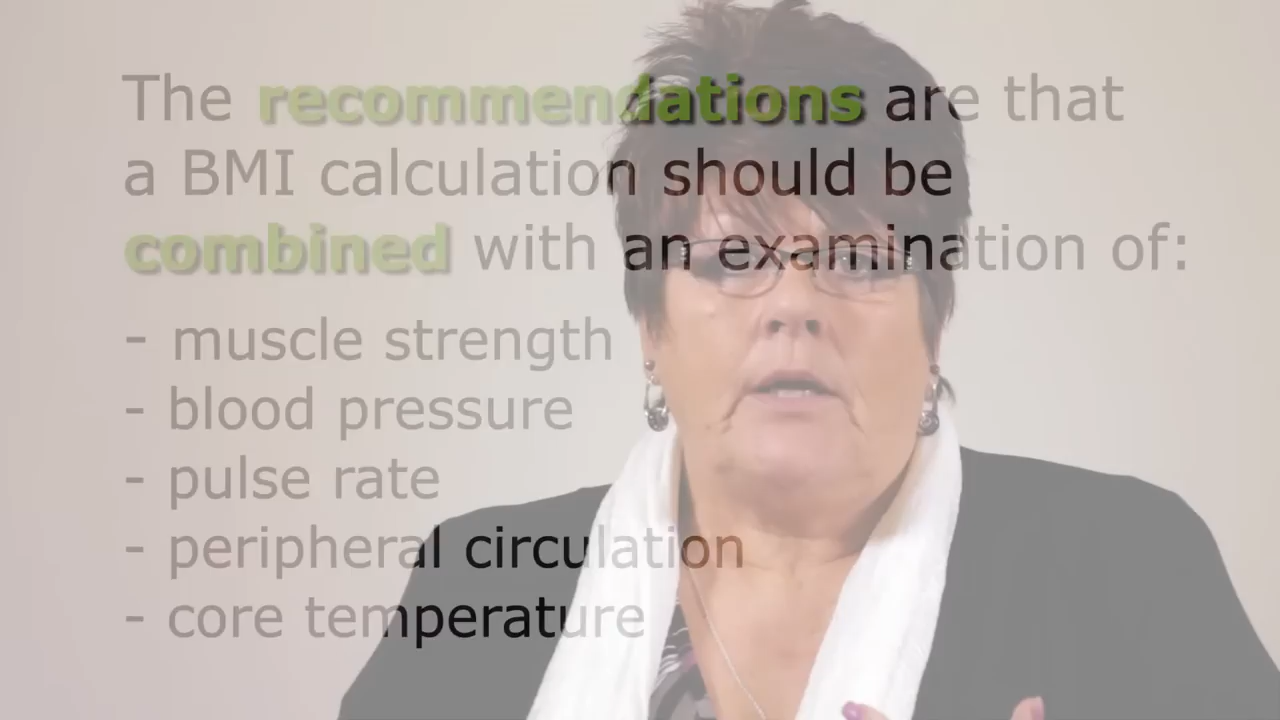 The recommendations are that
a BMI calculation should be
combined with an examination of:
- muscle strength
- blood pressure
- pulse rate
- peripheral circulation
- core temperature